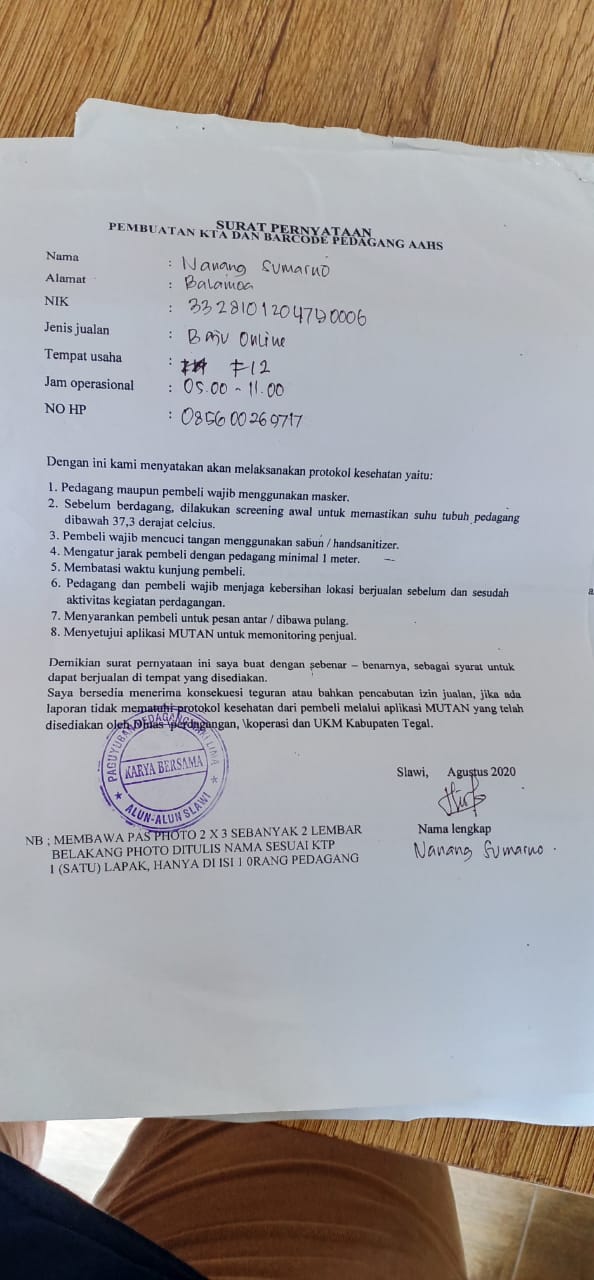 SURAT PERNYATAAN
PEMBUATAN KTA DAN BARCODE PEDAGANG AAHS
Nama : Nanang Sumarno
Alamat : Balamoa
NIK : 3328101204790006
Jenis jualan : Baju Online
Tempat usaha : F12
Jam operasional : 05.00 - 11.00
NO HP : 085600269717
Dengan ini kami menyatakan akan melaksanakan protokol kesehatan yaitu:
1. Pedagang maupun pembeli wajib menggunakan masker.
2. Sebelum berdagang, dilakukan screening awal untuk memastikan suhu tubuh pedagang
dibawah 37,3 derajat celcius.
3. Pembeli wajib mencuci tangan menggunakan sabun / handsanitizer.
4. Mengatur jarak pembeli dengan pedagang minimal 1 meter.
5. Membatasi waktu kunjung pembeli.
6. Pedagang dan pembeli wajib menjaga kebersihan lokasi berjualan sebelum dan sesudah
aktivitas kegiatan perdagangan.
7. Menyarankan pembeli untuk pesan antar / dibawa pulang.
8. Menyetujui aplikasi MUTAN untuk memonitoring penjual.
Demikian surat pernyataan ini saya buat dengan sebenar – benarnya, sebagai syarat untuk
dapat berjualan di tempat yang disediakan.
Saya bersedia menerima konsekuesi teguran atau bahkan pencabutan izin jualan, jika ada
laporan tidak mematuhi protokol kesehatan dari pembeli melalui aplikasi MUTAN yang telah
disediakan oleh Dinas \perdagangan, \koperasi dan UKM Kabupaten Tegal.
PAGUYUBAN PEDAGANG KAKI LIMA
KARYA BERSAMA
ALUN-ALUN SLAWI
Slawi, Agustus 2020
Nama lengkap
Nanang Sumarno .
NB ; MEMBAWA PAS PHOTO 2 X 3 SEBANYAK 2 LEMBAR
BELAKANG PHOTO DITULIS NAMA SESUAI KTP
1 (SATU) LAPAK, HANYA DI ISI 1 0RANG PEDAGANG